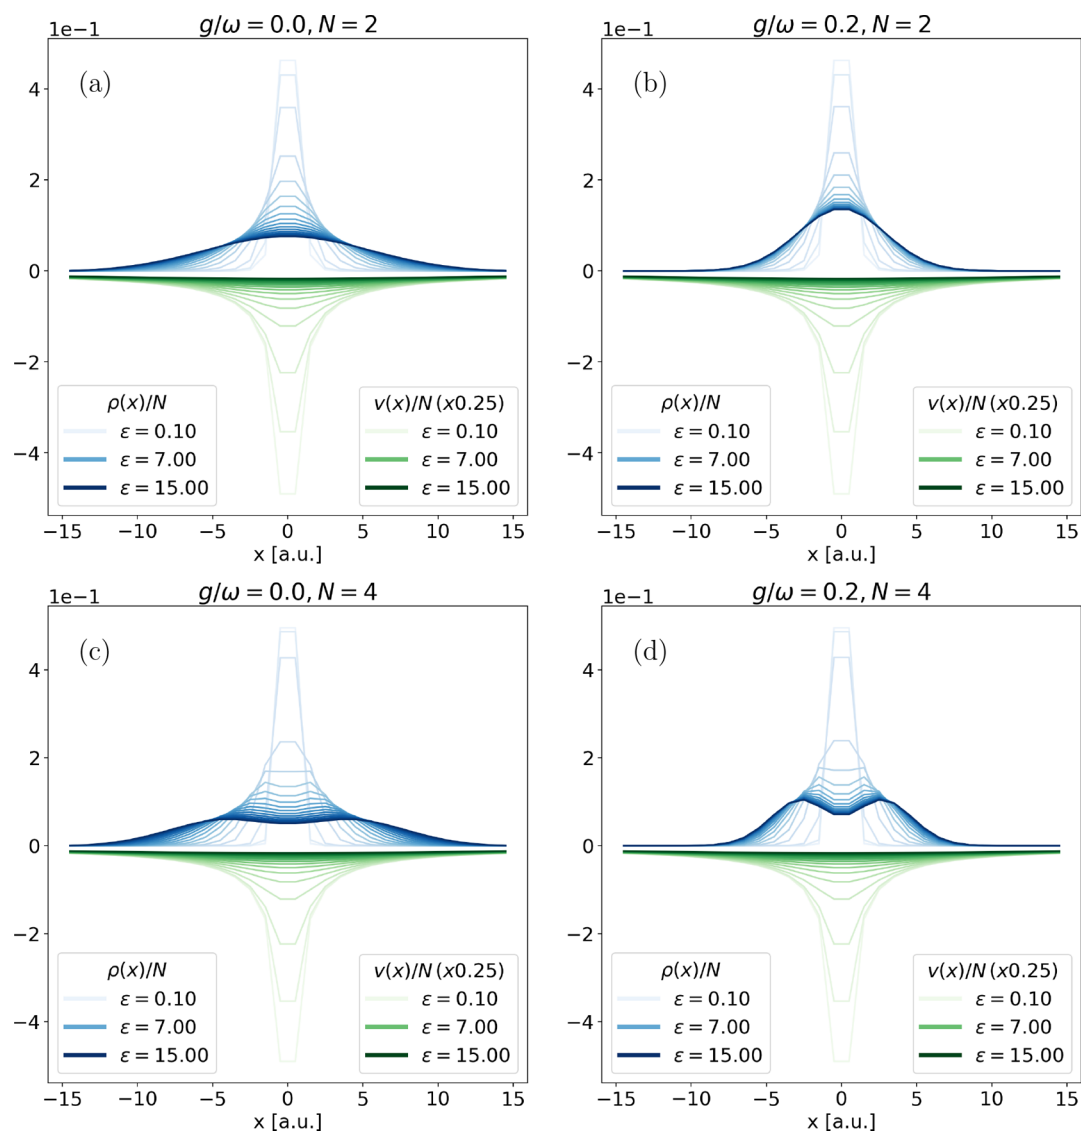 1e−1
g/ω = 0.0, N = 2
(a)
4
2
0
−2
−4
ρ(x)/N
ε = 0.10
ε = 7.00
ε = 15.00
v(x)/N (x0.25)
ε = 0.10
ε = 7.00
ε = 15.00
−15 −10 −5 0 5 10 15
x [a.u.]
1e−1
g/ω = 0.2, N = 2
(b)
4
2
0
−2
−4
ρ(x)/N
ε = 0.10
ε = 7.00
ε = 15.00
v(x)/N (x0.25)
ε = 0.10
ε = 7.00
ε = 15.00
−15 −10 −5 0 5 10 15
x [a.u.]
1e−1
g/ω = 0.0, N = 4
(c)
4
2
0
−2
−4
ρ(x)/N
ε = 0.10
ε = 7.00
ε = 15.00
v(x)/N (x0.25)
ε = 0.10
ε = 7.00
ε = 15.00
−15 −10 −5 0 5 10 15
x [a.u.]
1e−1
g/ω = 0.2, N = 4
(d)
4
2
0
−2
−4
ρ(x)/N
ε = 0.10
ε = 7.00
ε = 15.00
v(x)/N (x0.25)
ε = 0.10
ε = 7.00
ε = 15.00
−15 −10 −5 0 5 10 15
x [a.u.]